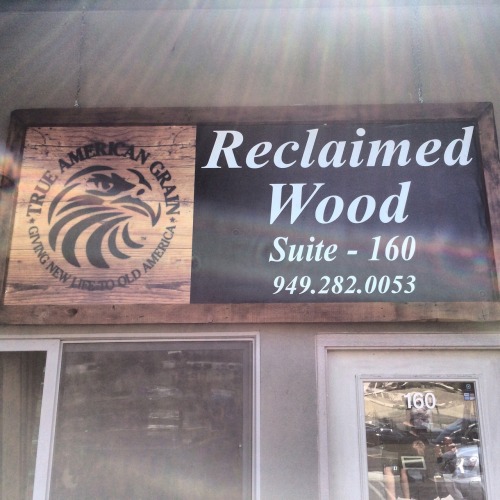 ★ TRUE AMERICAN GRAIN ★
GIVING NEW LIFE TO OLD AMERICA
Reclaimed
Wood
Suite - 160
949.282.0053
160